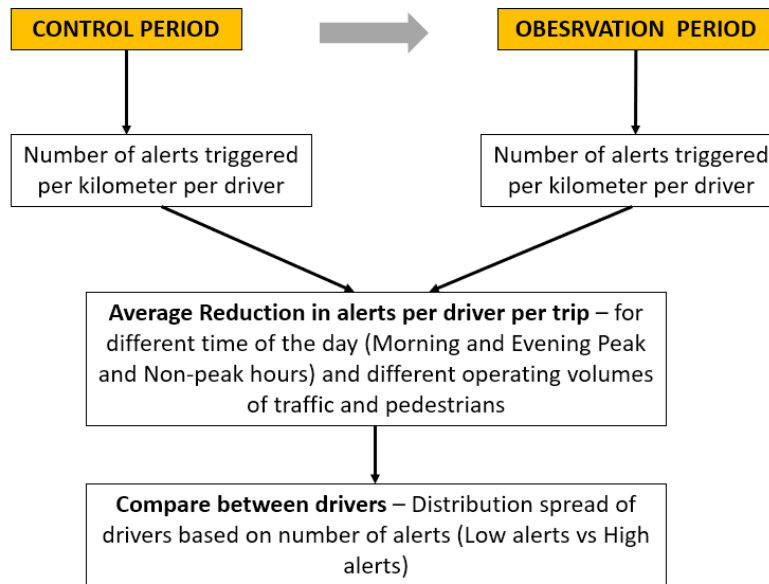 CONTROL PERIOD
OBESRVATION PERIOD
Number of alerts triggered
per kilometer per driver
Number of alerts triggered
per kilometer per driver
Average Reduction in alerts per driver per trip – for
different time of the day (Morning and Evening Peak
and Non-peak hours) and different operating volumes
of traffic and pedestrians
Compare between drivers – Distribution spread of
drivers based on number of alerts (Low alerts vs High
alerts)